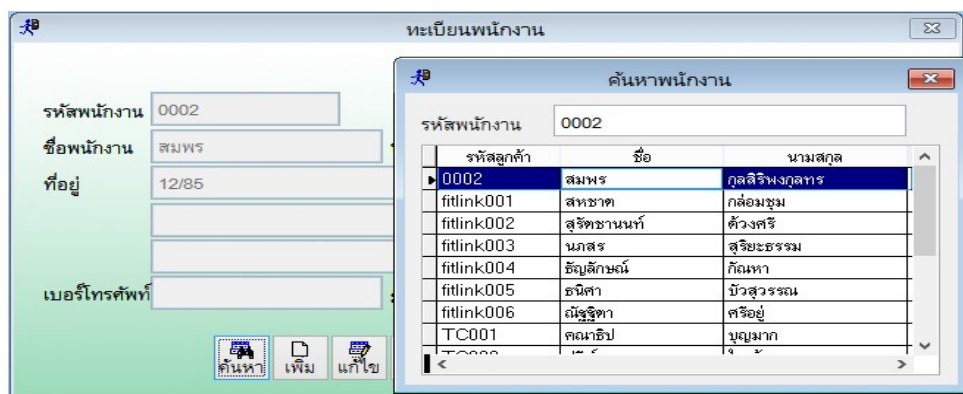 ทะเบียนพนักงาน
รหัสพนักงาน 0002
ชื่อพนักงาน สมพร
ที่อยู่ 12/85
เบอร์โทรศัพท์
ค้นหา เพิ่ม แก้ไข
ค้นหาพนักงาน
รหัสพนักงาน 0002
รหัสลูกค้า ชื่อ นามสกุล
0002 สมพร กุลสิริพงกุลทร
fitlink001 สหชาต กล่อมชุม
fitlink002 สุรัตชานนท์ ด้วงศรี
fitlink003 นภสร สุริยะธรรม
fitlink004 ธัญลักษณ์ กัณหา
fitlink005 ธนิศา บัวสุวรรณ
fitlink006 ณัฐฐิตา ศรีอยู่
TC001 คณาธิป บุญมาก